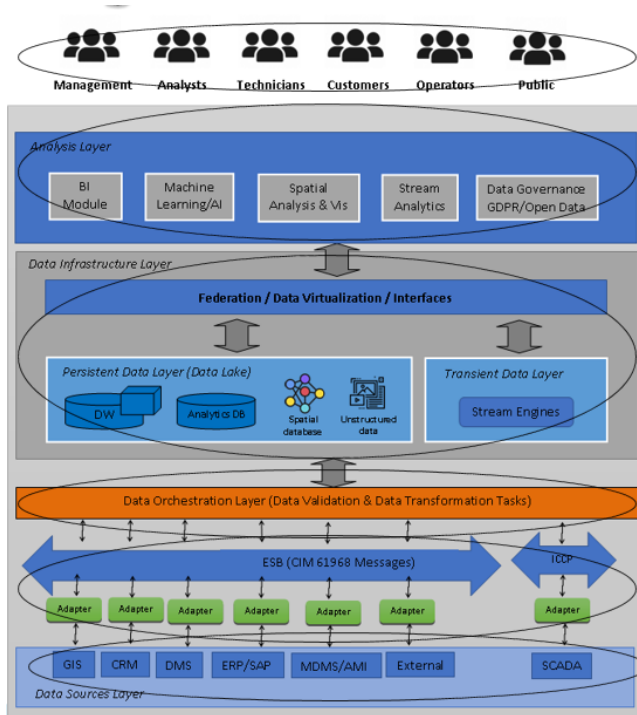 Management Analysts Technicians Customers Operators Public
Analysis Layer
BI
Module
Machine
Learning/AI
Spatial
Analysis & Vis
Stream
Analytics
Data Governance
GDPR/Open Data
Data Infrastructure Layer
Federation / Data Virtualization / Interfaces
Persistent Data Layer (Data Lake)
DW
Analytics DB
Spatial
database
Unstructured
data
Transient Data Layer
Stream Engines
Data Orchestration Layer (Data Validation & Data Transformation Tasks)
ESB (CIM 61968 Messages)
ICCP
Adapter Adapter Adapter Adapter Adapter Adapter Adapter
GIS CRM DMS ERP/SAP MDMS/AMI External SCADA
Data Sources Layer